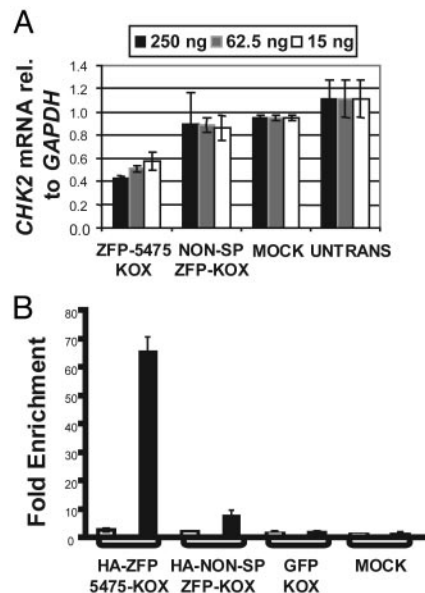 A
250 ng 62.5 ng 15 ng
CHK2 mRNA rel.
to GAPDH
1.4
1.2
1.0
0.8
0.6
0.4
0.2
0.0
ZFP-5475 NON-SP MOCK UNTRANS
KOX ZFP-KOX
B
Fold Enrichment
80
70
60
50
40
30
20
10
0
HA-ZFP HA-NON-SP GFP MOCK
5475-KOX ZFP-KOX KOX